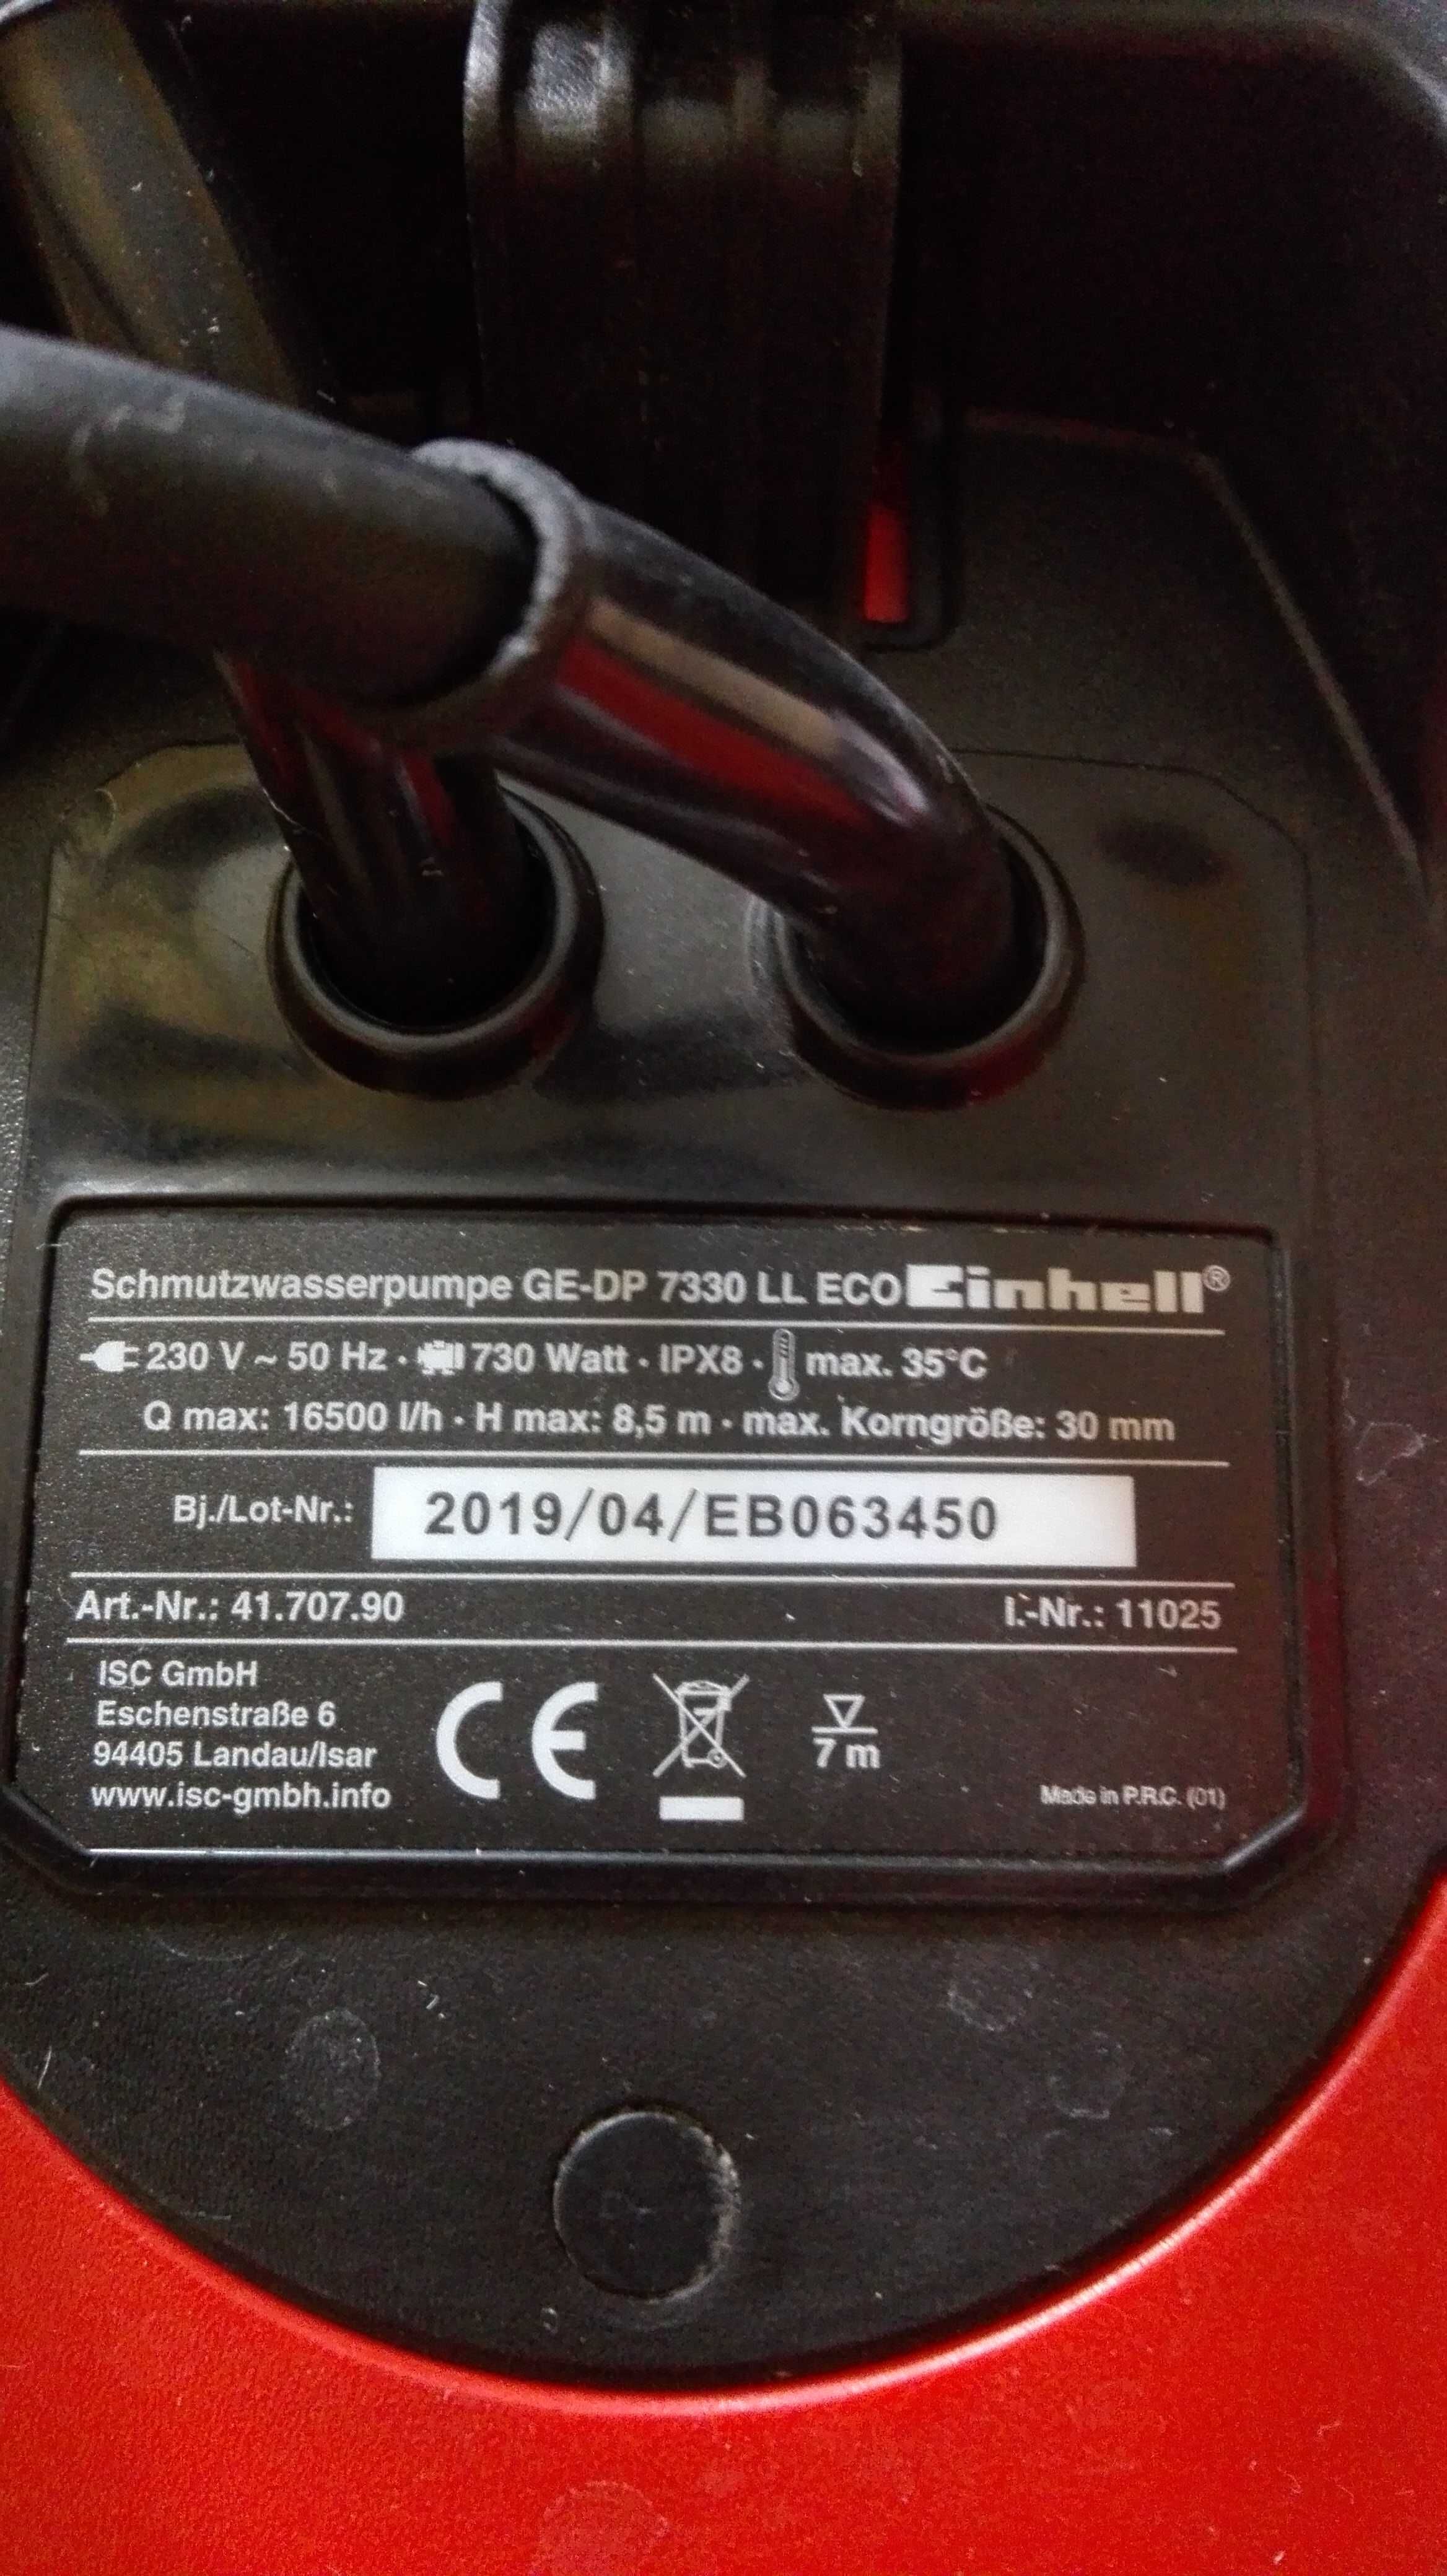 Schmutzwasserpumpe GE-DP 7330 LL ECO Einhell®
230 V ~ 50 Hz · 730 Watt · IPX8 · max. 35°C
Q max: 16500 l/h · H max: 8,5 m · max. Korngröße: 30 mm
Bj./Lot-Nr.: 2019/04/EB063450
Art.-Nr.: 41.707.90 I.-Nr.: 11025
ISC GmbH
Eschenstraße 6
94405 Landau/Isar
www.isc-gmbh.info
CE
7 m
Made in P.R.C. (01)